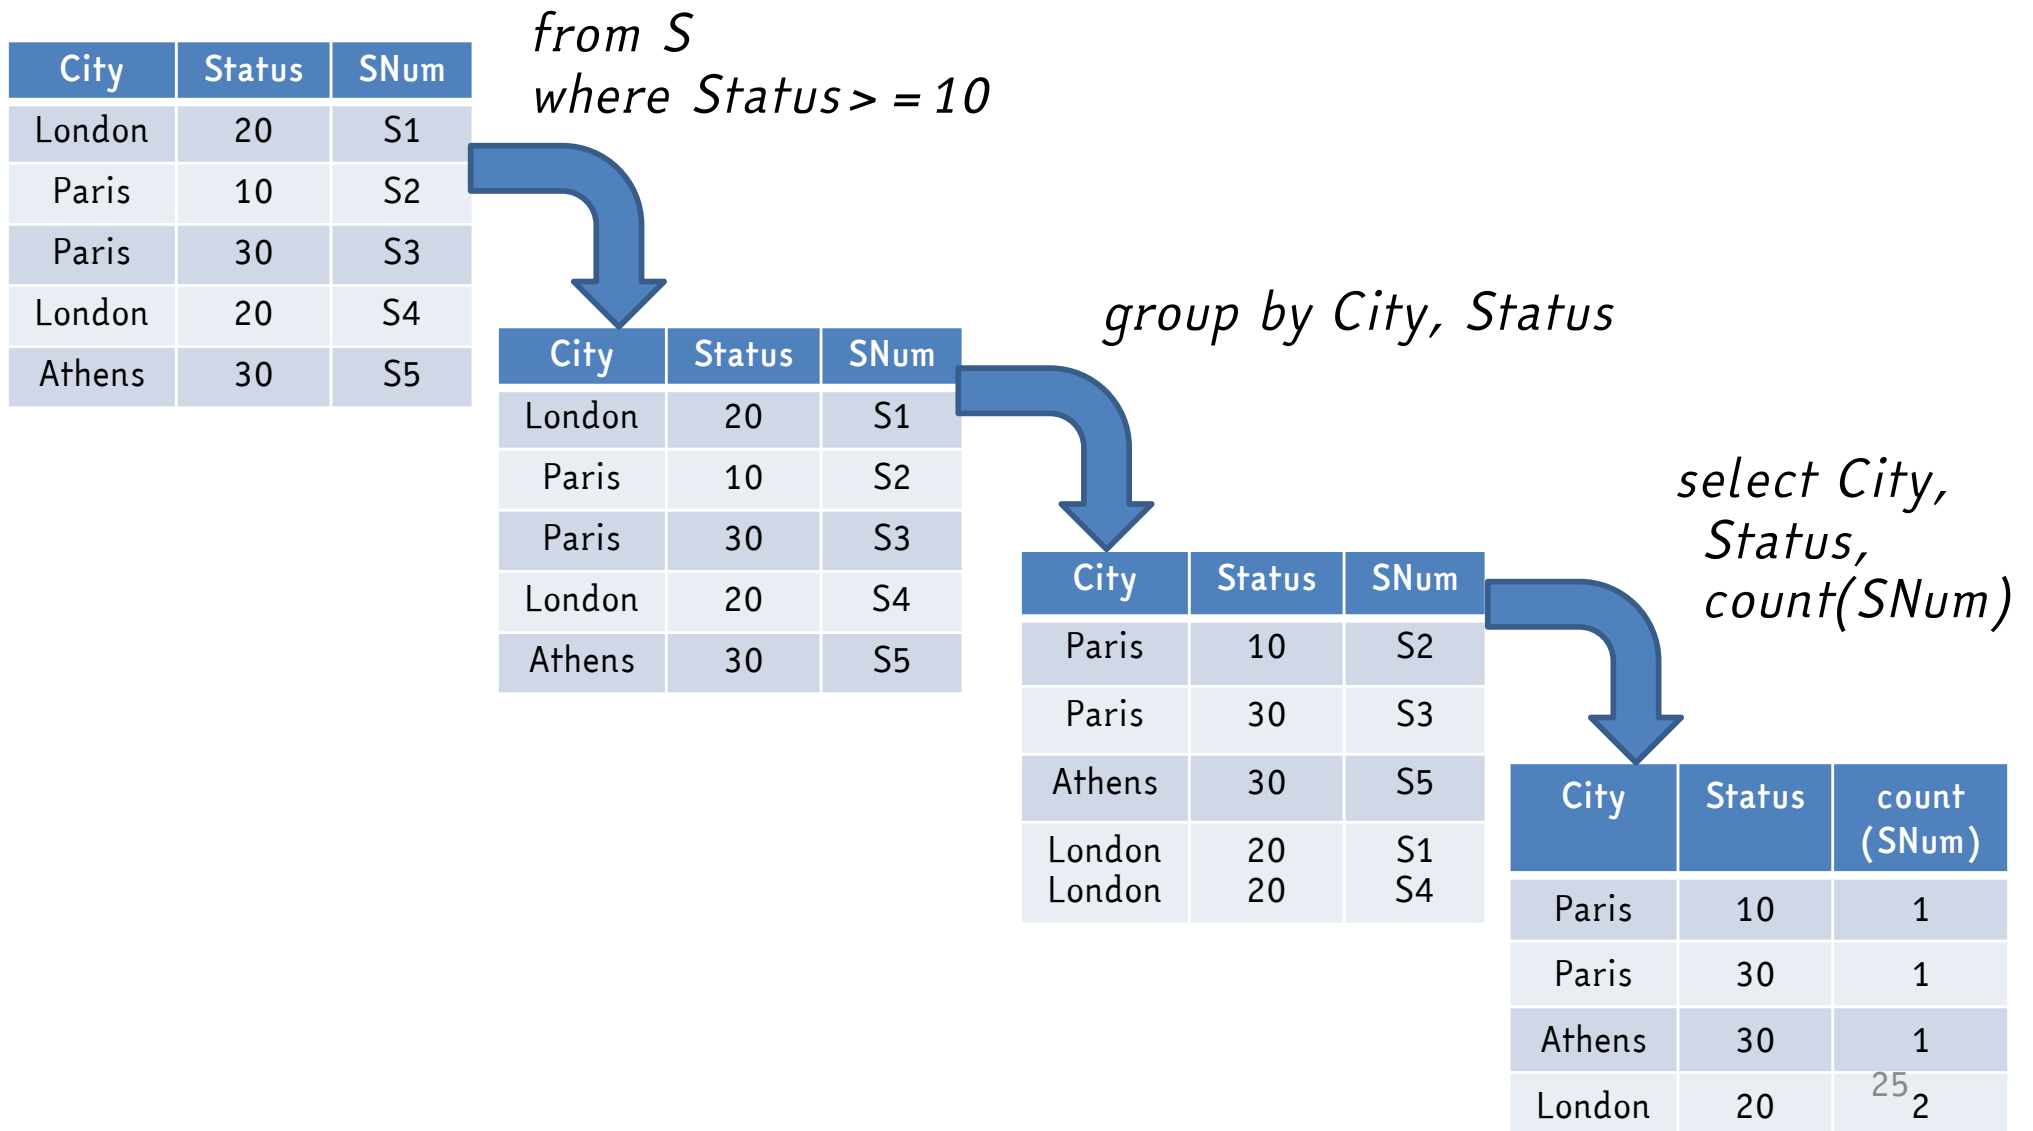 from S
where Status>=10
City Status SNum
London 20 S1
Paris 10 S2
Paris 30 S3
London 20 S4
Athens 30 S5
group by City, Status
City Status SNum
London 20 S1
Paris 10 S2
Paris 30 S3
London 20 S4
Athens 30 S5
select City,
Status,
count(SNum)
City Status SNum
Paris 10 S2
Paris 30 S3
Athens 30 S5
London 20 S1
London 20 S4
City Status count
(SNum)
Paris 10 1
Paris 30 1
Athens 30 1
London 20 2
25